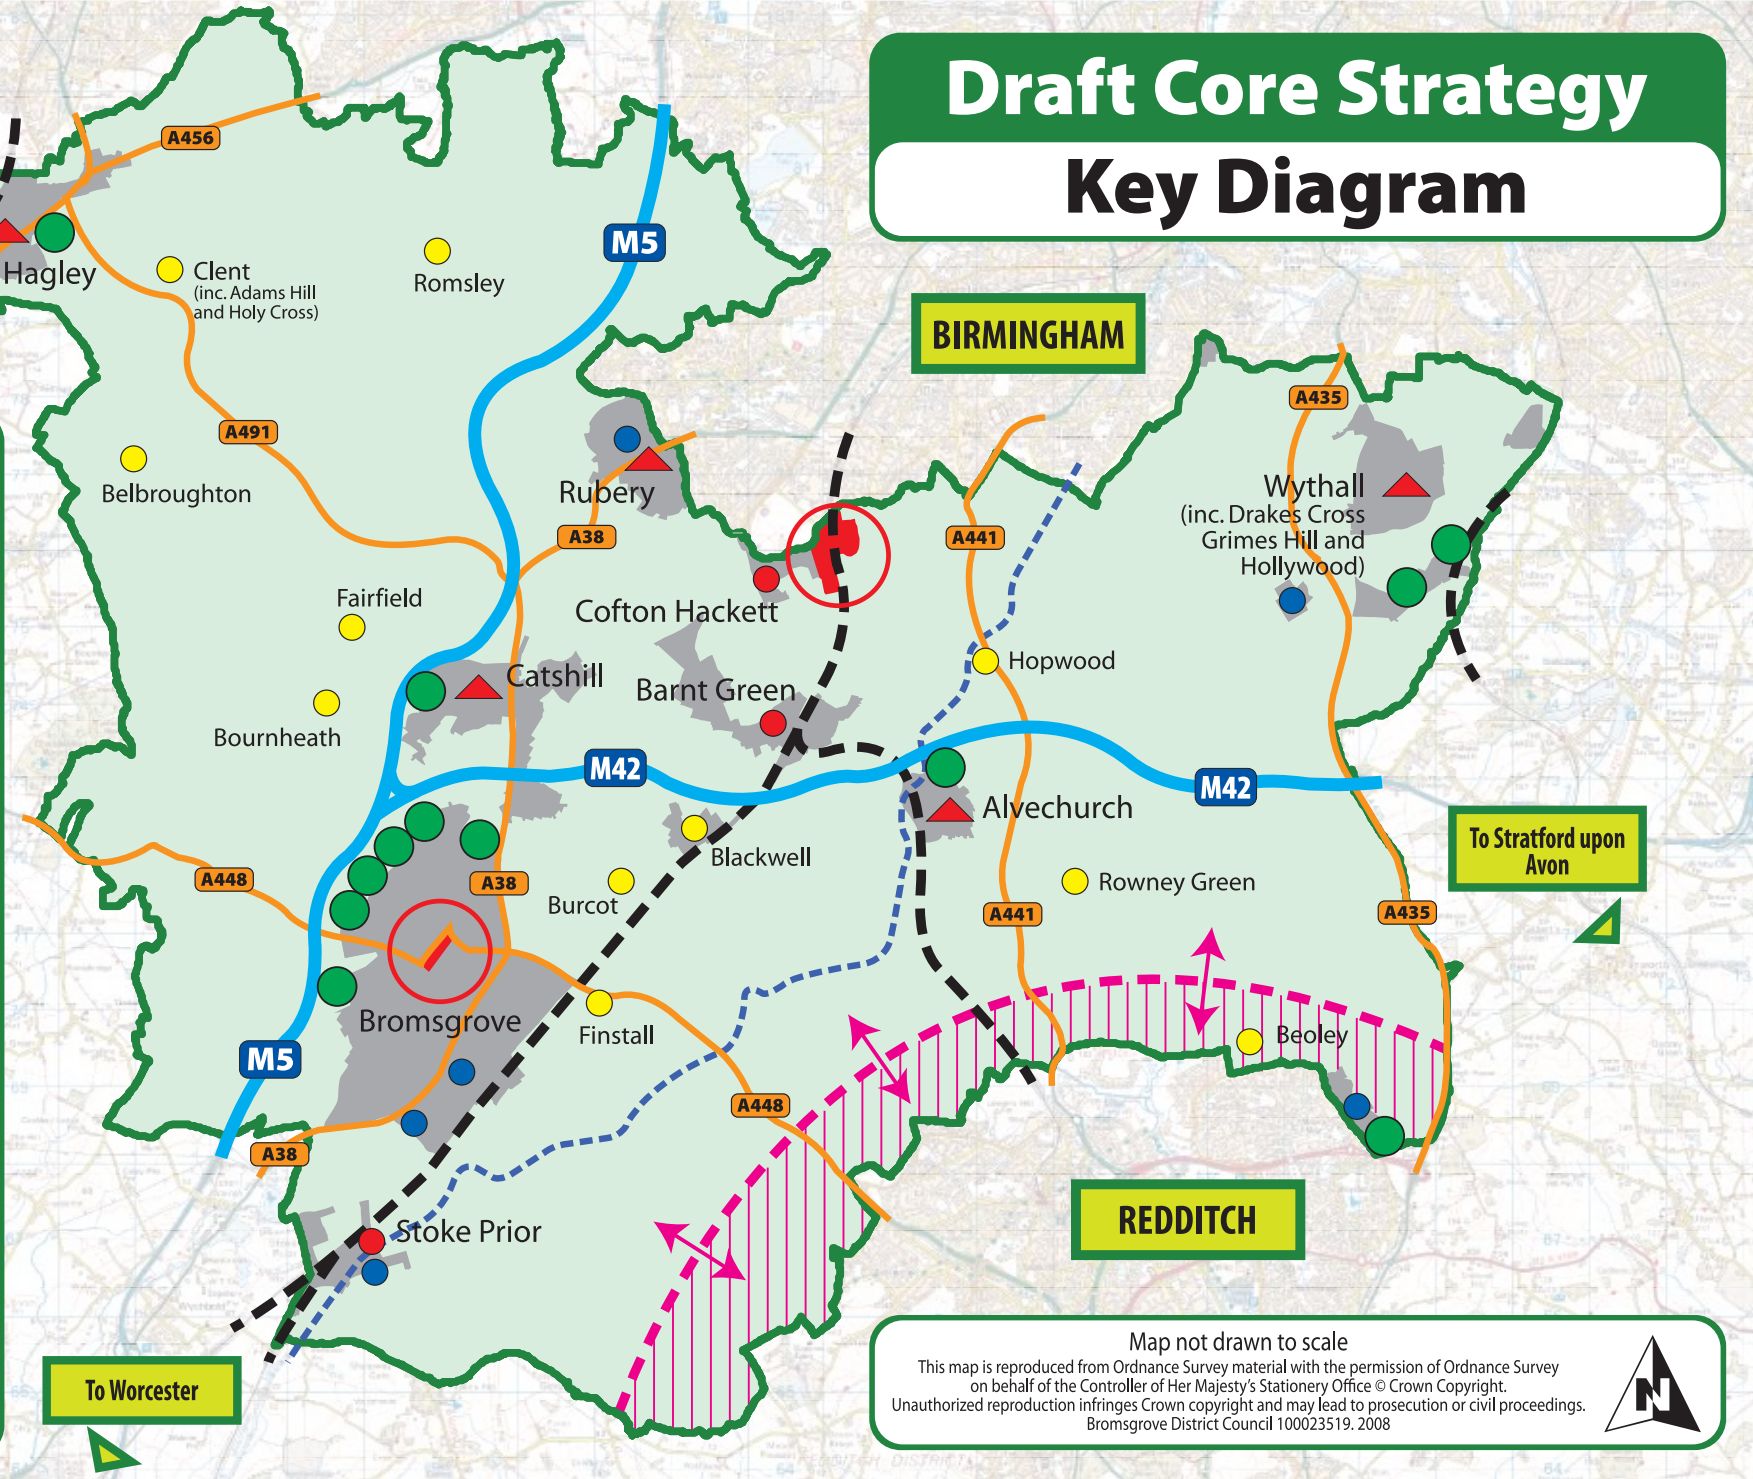 Draft Core Strategy
Key Diagram
A456
M5
Hagley
Clent
(inc. Adams Hill
and Holy Cross)
Romsley
BIRMINGHAM
A435
A491
Belbroughton
Rubery
A38
A441
Wythall
(inc. Drakes Cross
Grimes Hill and
Hollywood)
Fairfield
Cofton Hackett
Hopwood
Catshill
Barnt Green
Bournheath
M42
M42
Alvechurch
To Stratford upon
Avon
Blackwell
A448
A38
Burcot
Rowney Green
A441
A435
Bromsgrove
Finstall
Beoley
M5
A448
A38
REDDITCH
Stoke Prior
To Worcester
Map not drawn to scale
This map is reproduced from Ordnance Survey material with the permission of Ordnance Survey
on behalf of the Controller of Her Majesty's Stationery Office © Crown Copyright.
Unauthorized reproduction infringes Crown copyright and may lead to prosecution or civil proceedings.
Bromsgrove District Council 100023519. 2008
N